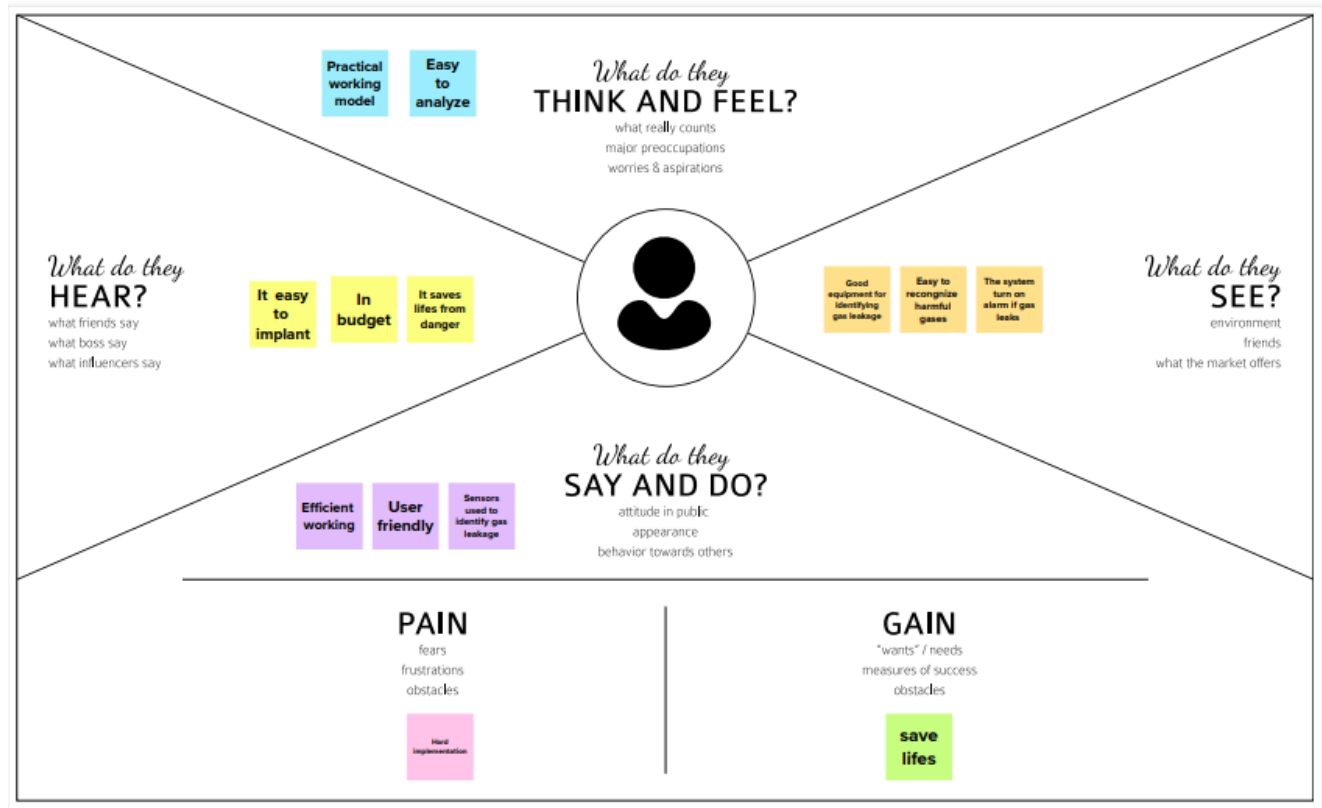 Practical
working
model
Easy
to
analyze
What do they
THINK AND FEEL?
what really counts
major preoccupations
worries & aspirations
What do they
HEAR?
what friends say
what boss say
what influencers say
It easy
to
implant
In
budget
It saves
lifes from
danger
Good
equipment for
identifying
gas leakage
Easy to
recongnize
harmful
gases
The system
turn on
alarm if gas
leaks
What do they
SEE?
environment
friends
what the market offers
What do they
SAY AND DO?
attitude in public
appearance
behavior towards others
Efficient
working
User
friendly
Sensors
used to
identify gas
leakage
PAIN
fears
frustrations
obstacles
Hard
implementation
GAIN
"wants" / needs
measures of success
obstacles
save
lifes